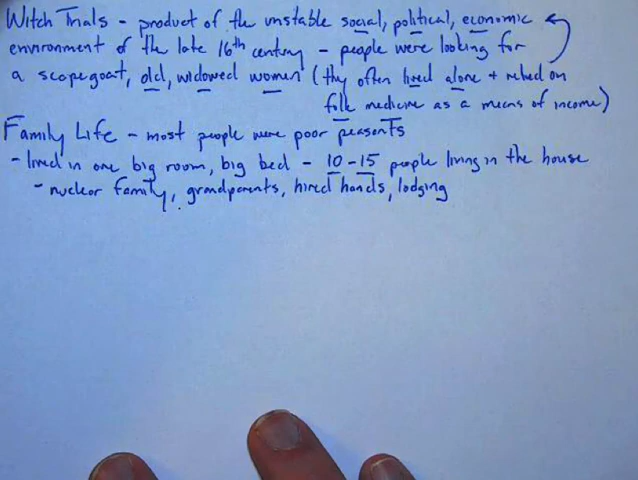 Witch Trials - product of the unstable social, political, economic
environment of the late 16th century - people were looking for
a scapegoat, old, widowed women (they often lived alone + relied on
folk medicine as a means of income)
Family Life - most people were poor peasants
- lived in one big room, big bed - 10-15 people living in the house
- nuclear family, grandparents, hired hands, lodging